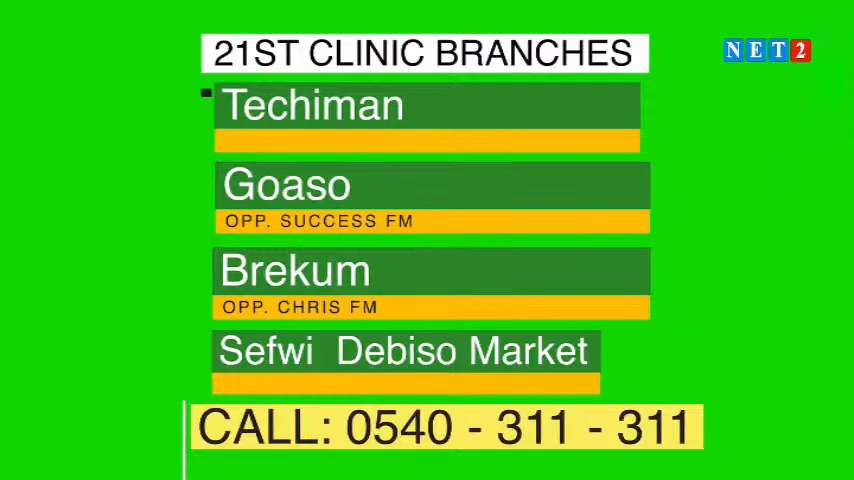 21ST CLINIC BRANCHES
NET2
Techiman
Goaso
OPP. SUCCESS FM
Brekum
OPP. CHRIS FM
Sefwi Debiso Market
CALL: 0540 - 311 - 311